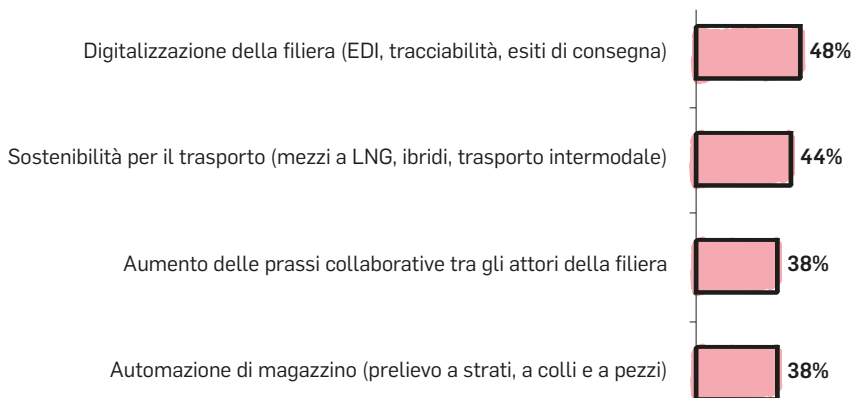 Digitalizzazione della filiera (EDI, tracciabilità, esiti di consegna) 48%
Sostenibilità per il trasporto (mezzi a LNG, ibridi, trasporto intermodale) 44%
Aumento delle prassi collaborative tra gli attori della filiera 38%
Automazione di magazzino (prelievo a strati, a colli e a pezzi) 38%